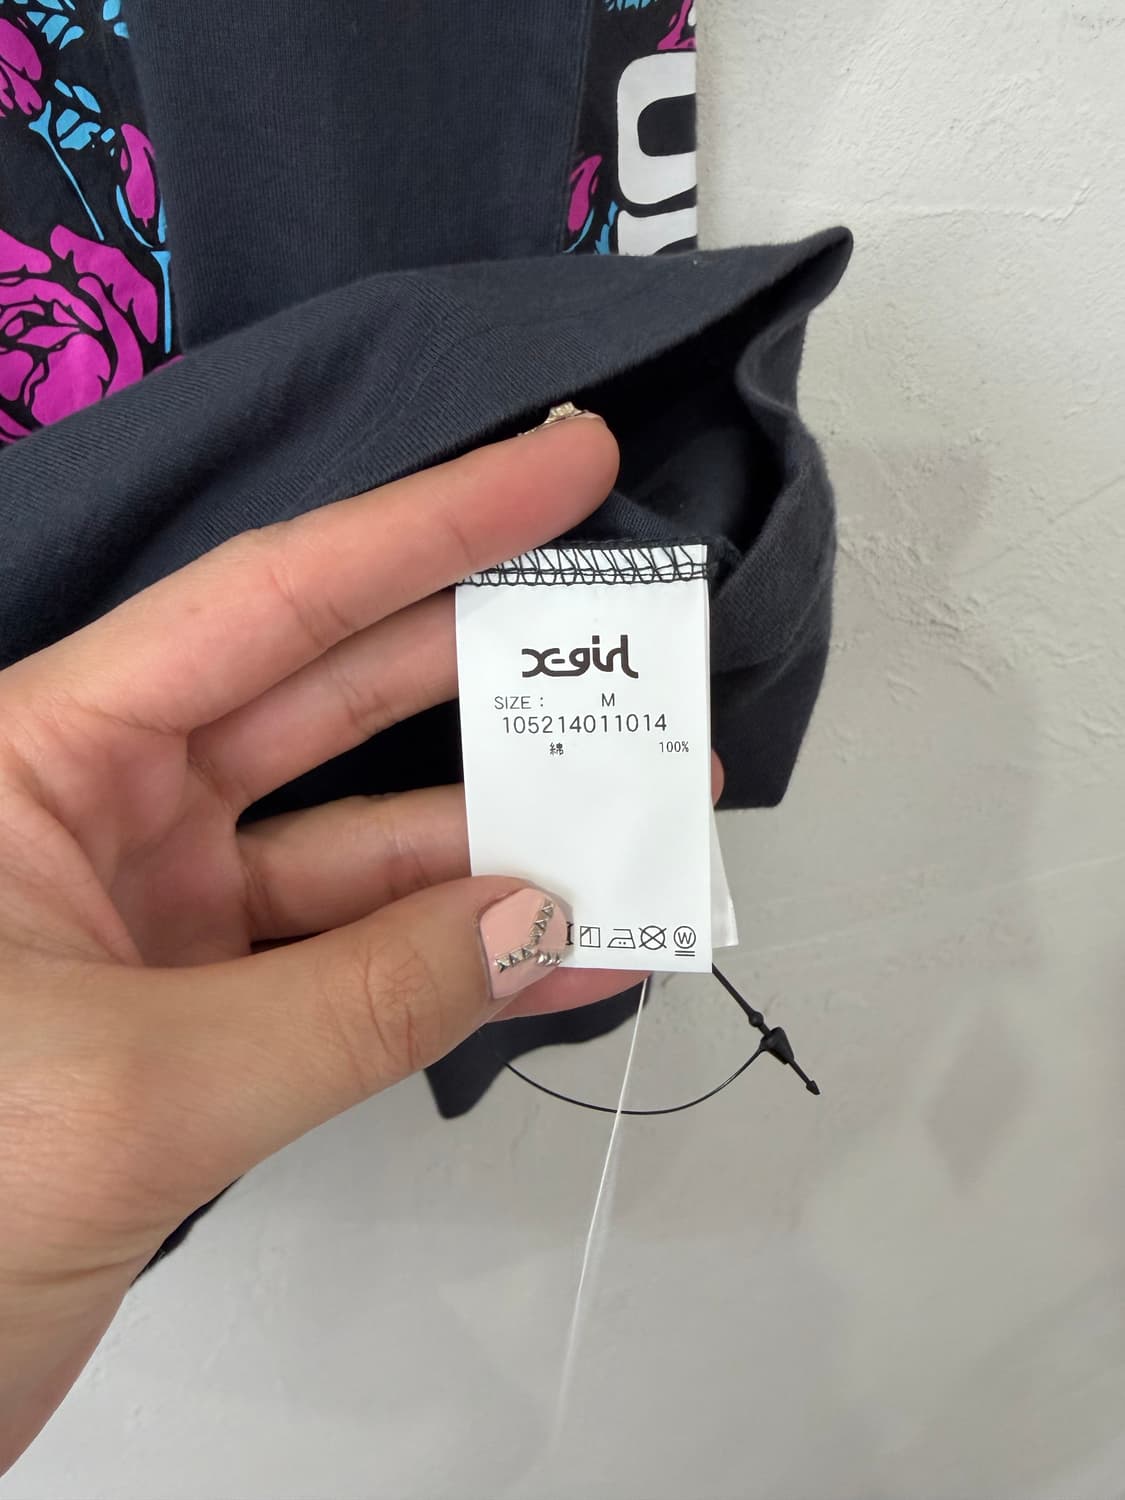 x-girl
SIZE : M
105214011014
綿 100%
W